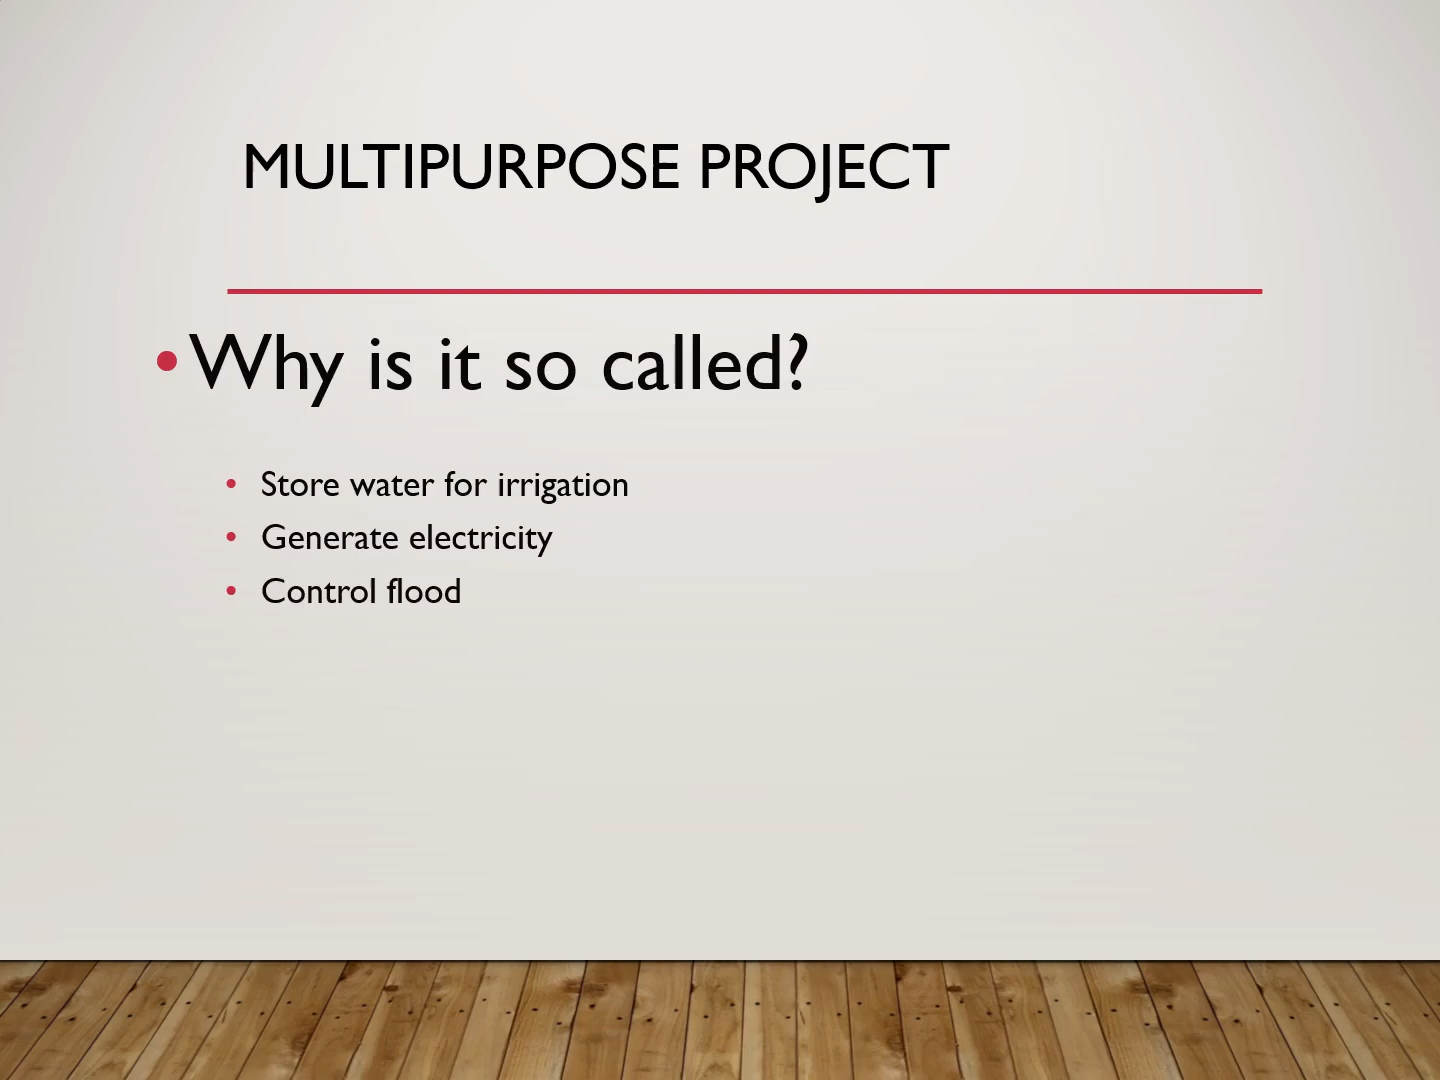 MULTIPURPOSE PROJECT
• Why is it so called?
• Store water for irrigation
• Generate electricity
• Control flood